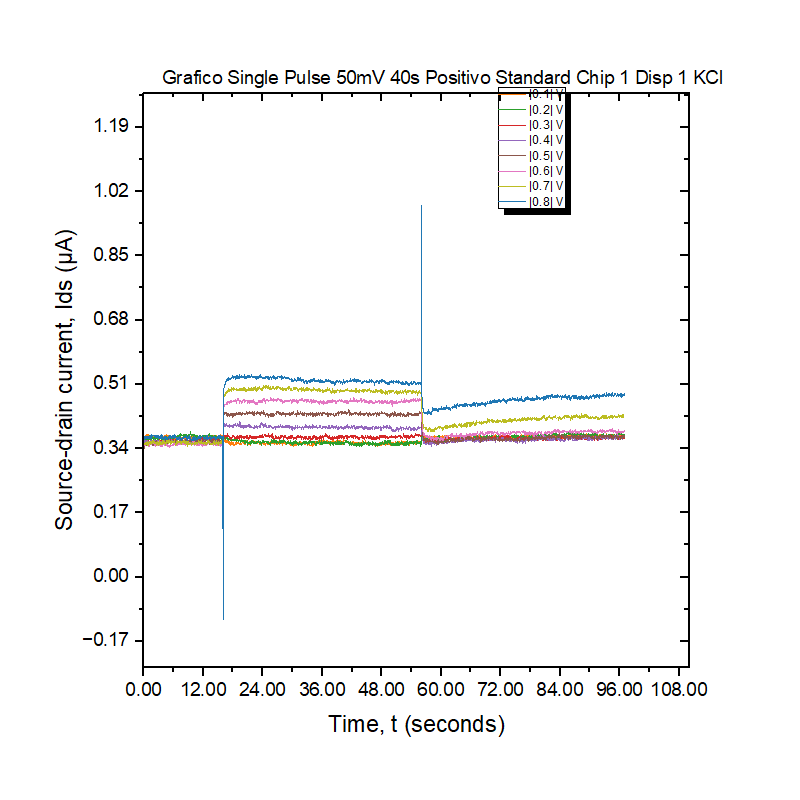 Grafico Single Pulse 50mV 40s Positivo Standard Chip 1 Disp 1 KCl
|0.1| V
|0.2| V
|0.3| V
|0.4| V
|0.5| V
|0.6| V
|0.7| V
|0.8| V
1.19
1.02
0.85
0.68
0.51
0.34
0.17
0.00
−0.17
Source-drain current, Ids (µA)
0.00 12.00 24.00 36.00 48.00 60.00 72.00 84.00 96.00 108.00
Time, t (seconds)